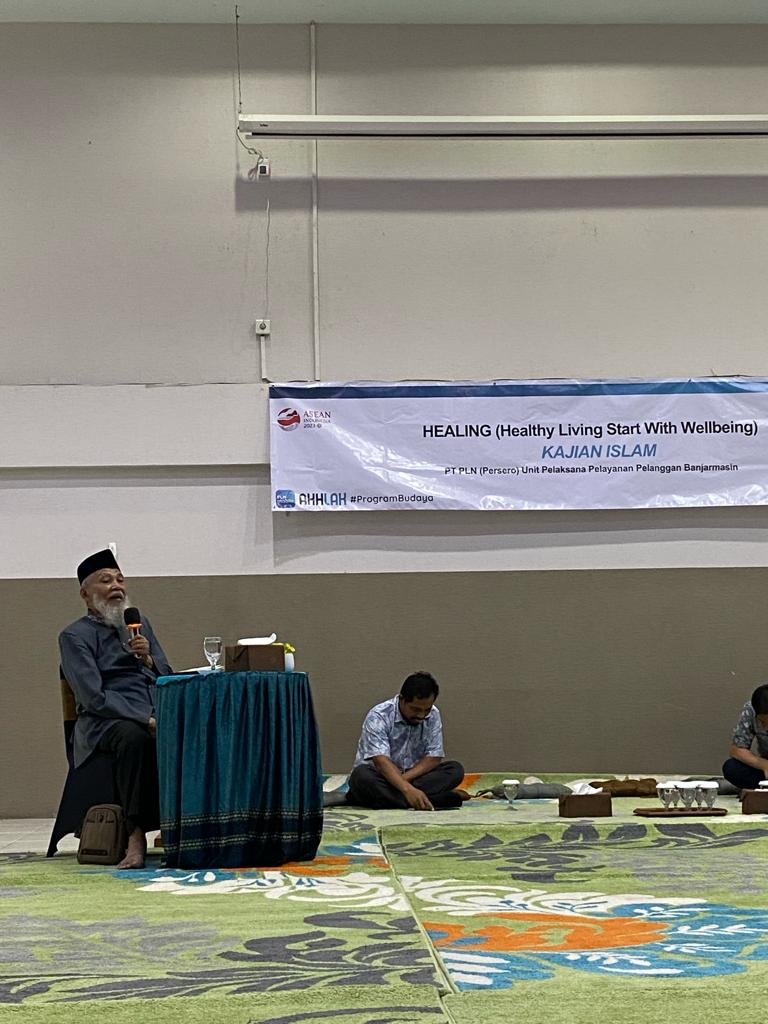 ASEAN
INDONESIA
2023
HEALING (Healthy Living Start With Wellbeing)
KAJIAN ISLAM
PT PLN (Persero) Unit Pelaksana Pelayanan Pelanggan Banjarmasin
PLN
AKHLAK #ProgramBudaya